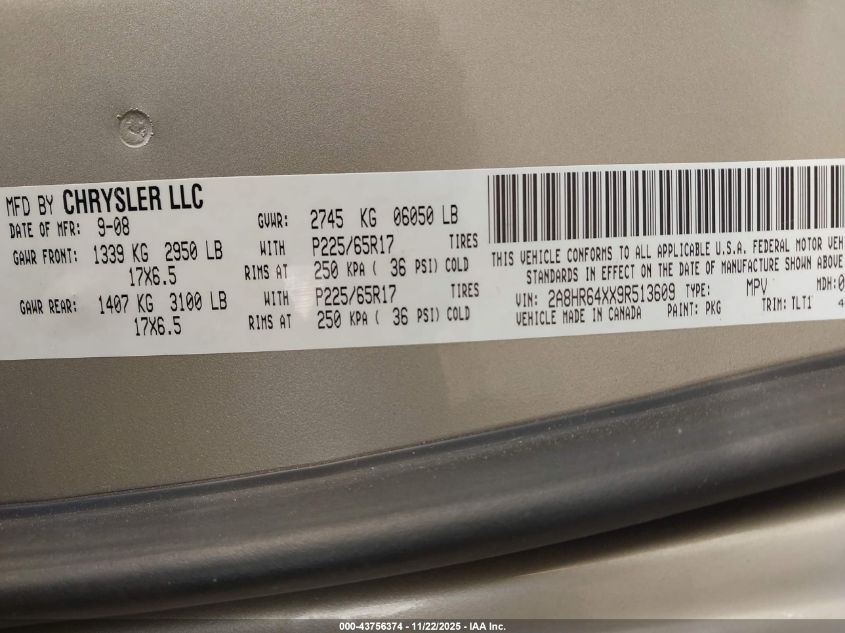 MFD BY CHRYSLER LLC
DATE OF MFR: 9-08 GVWR: 2745 KG 06050 LB
GAWR FRONT: 1339 KG 2950 LB WITH P225/65R17 TIRES
17X6.5 RIMS AT 250 KPA ( 36 PSI) COLD
GAWR REAR: 1407 KG 3100 LB WITH P225/65R17 TIRES
17X6.5 RIMS AT 250 KPA ( 36 PSI) COLD
THIS VEHICLE CONFORMS TO ALL APPLICABLE U.S.A. FEDERAL MOTOR VEH
STANDARDS IN EFFECT ON THE DATE OF MANUFACTURE SHOWN ABOVE
VIN: 2A8HR64XX9R513609 TYPE: MPV MDH:0
VEHICLE MADE IN CANADA PAINT: PKG TRIM: TLT1 4
000-43756374 - 11/22/2025 - IAA Inc.